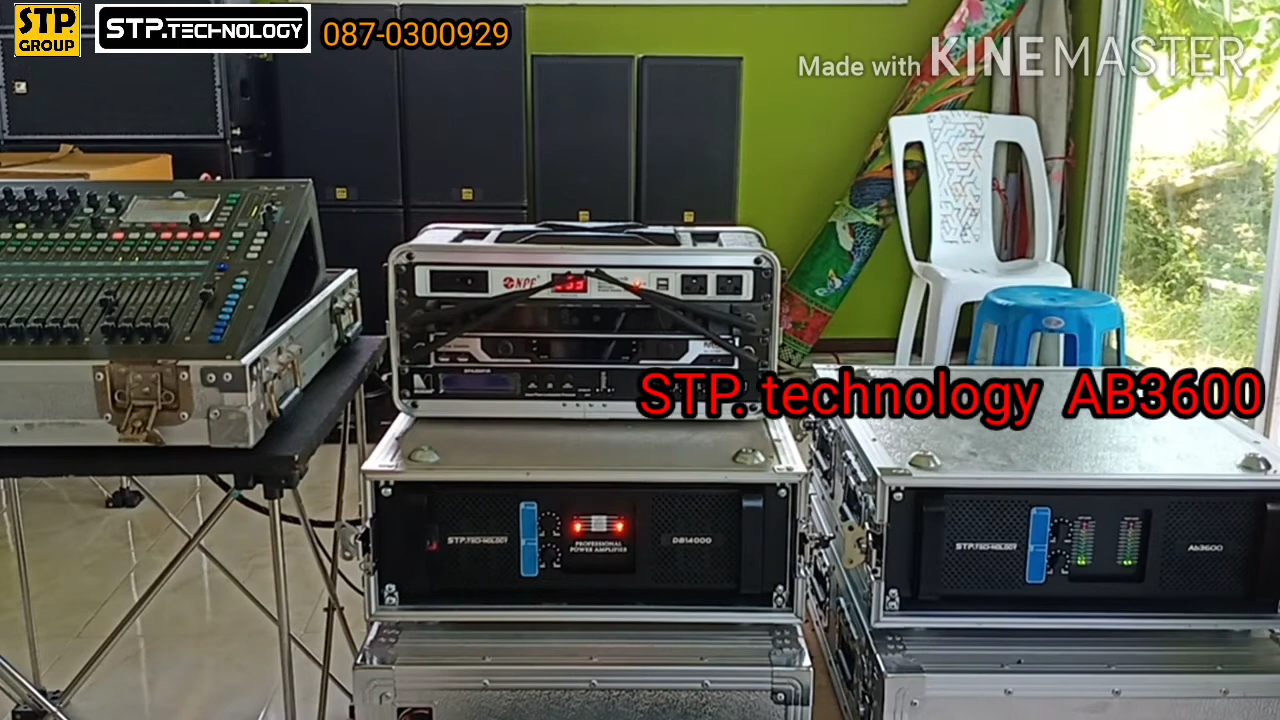 STP.
GROUP
STP.TECHNOLOGY
087-0300929
Made with KINEMASTER
NPE
STP. technology AB3600
STP.TECHNOLOGY
PROFESSIONAL
POWER AMPLIFIER
DB14000
STP.TECHNOLOGY
Ab3600